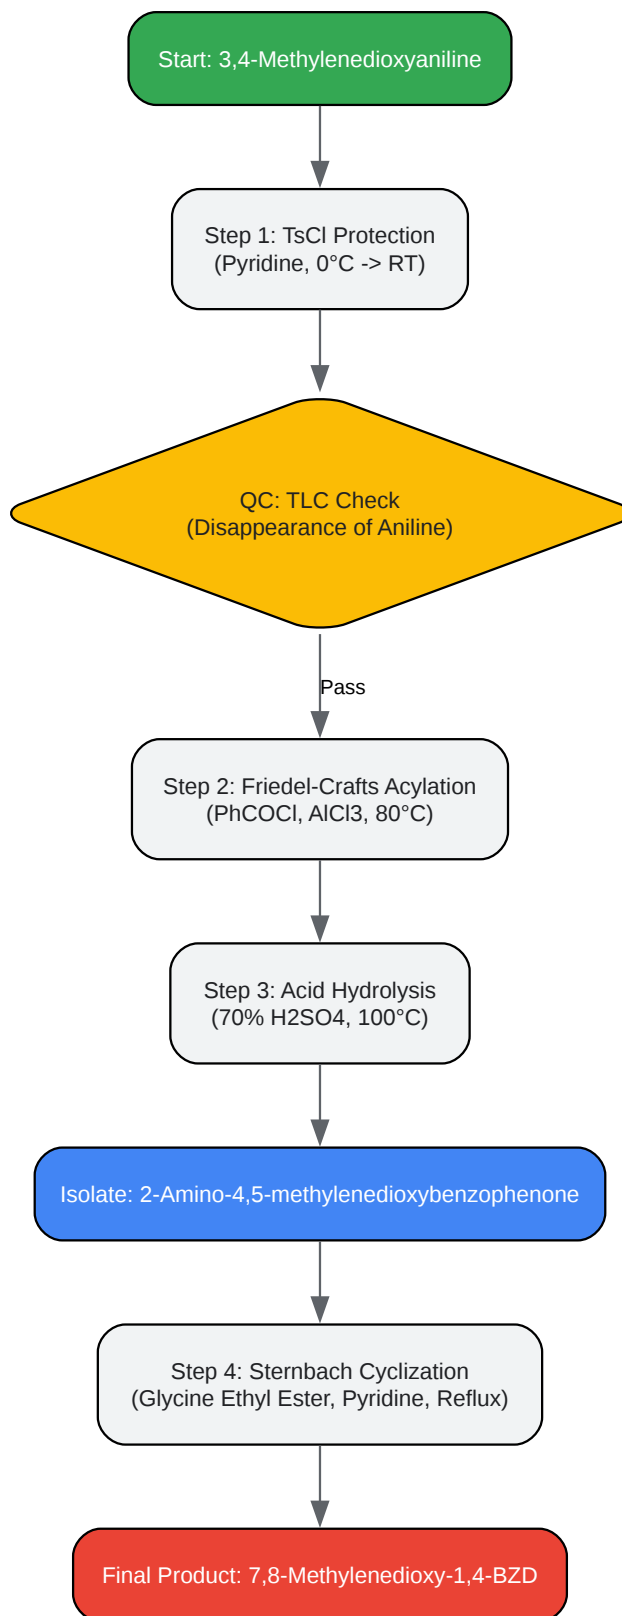 Start: 3,4-Methylenedioxyaniline
Step 1: TsCl Protection
(Pyridine, 0°C -> RT)
QC: TLC Check
(Disappearance of Aniline)
Pass
Step 2: Friedel-Crafts Acylation
(PhCOCl, AlCl3, 80°C)
Step 3: Acid Hydrolysis
(70% H2SO4, 100°C)
Isolate: 2-Amino-4,5-methylenedioxybenzophenone
Step 4: Sternbach Cyclization
(Glycine Ethyl Ester, Pyridine, Reflux)
Final Product: 7,8-Methylenedioxy-1,4-BZD